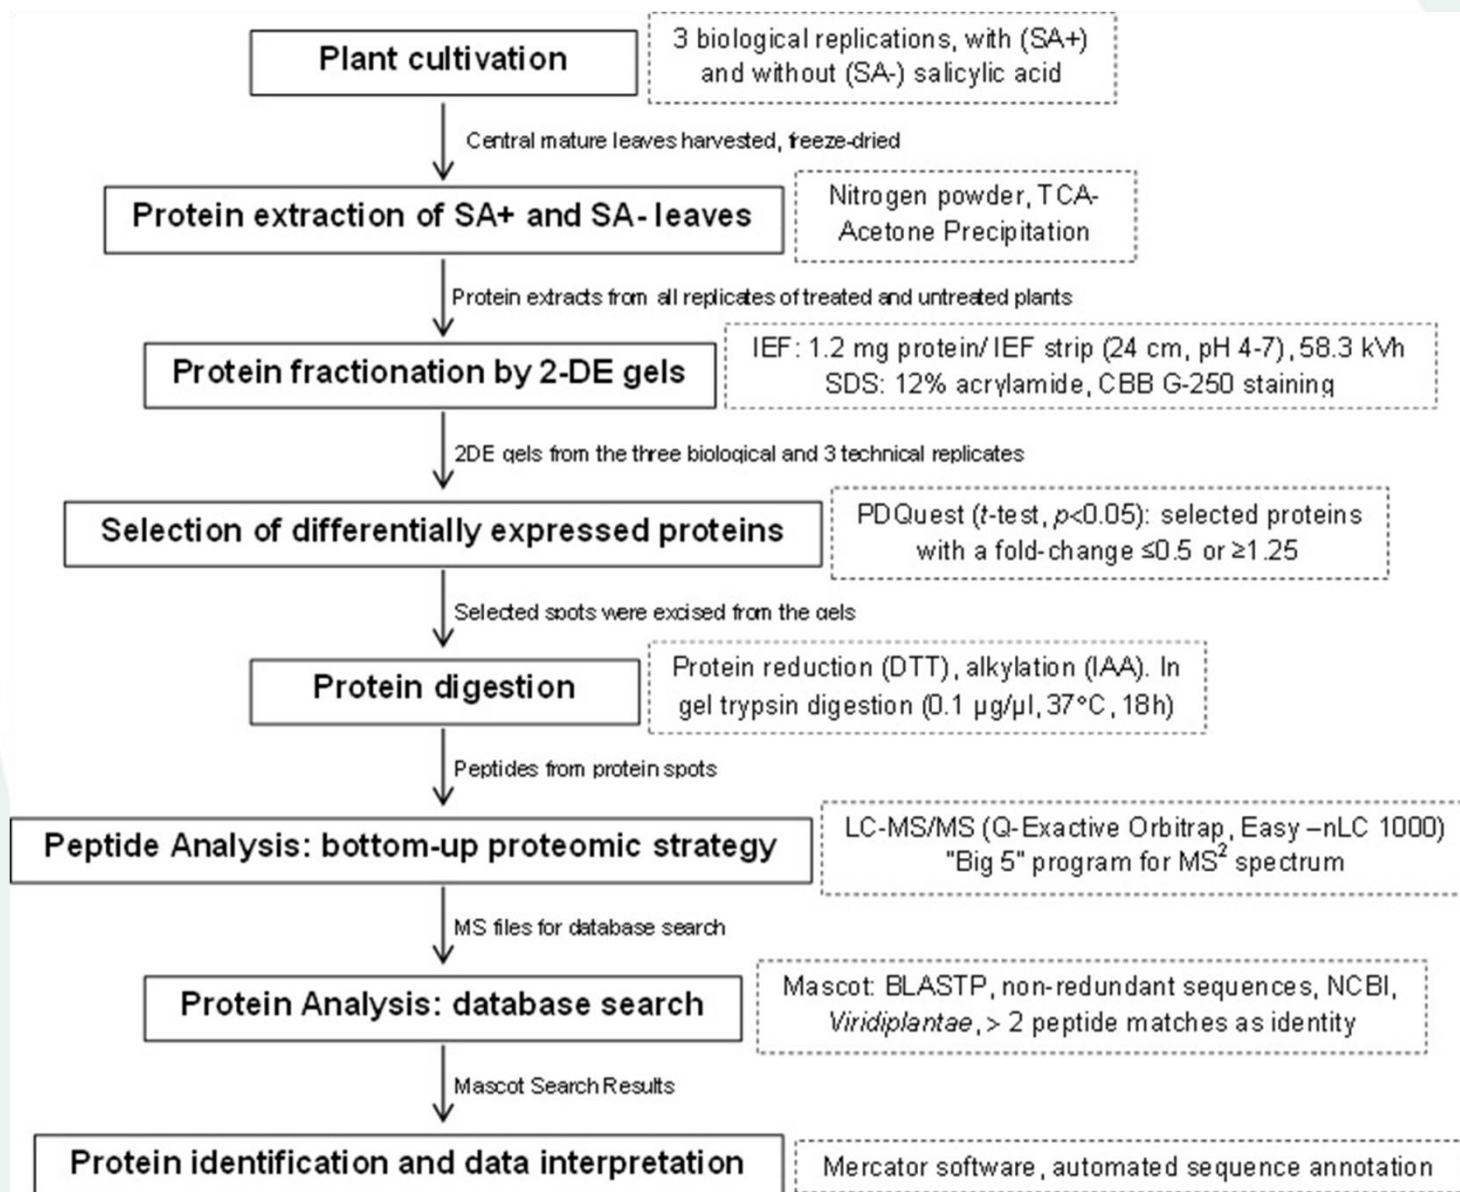 Plant cultivation
3 biological replications, with (SA+)
and without (SA-) salicylic acid
Central mature leaves harvested, freeze-dried
Protein extraction of SA+ and SA- leaves
Nitrogen powder, TCA-
Acetone Precipitation
Protein extracts from all replicates of treated and untreated plants
Protein fractionation by 2-DE gels
IEF: 1.2 mg protein/ IEF strip (24 cm, pH 4-7), 58.3 kVh
SDS: 12% acrylamide, CBB G-250 staining
2DE gels from the three biological and 3 technical replicates
Selection of differentially expressed proteins
PDQuest (t-test, p<0.05): selected proteins
with a fold-change ≤0.5 or ≥1.25
Selected spots were excised from the gels
Protein digestion
Protein reduction (DTT), alkylation (IAA). In
gel trypsin digestion (0.1 µg/µl, 37°C, 18h)
Peptides from protein spots
Peptide Analysis: bottom-up proteomic strategy
LC-MS/MS (Q-Exactive Orbitrap, Easy –nLC 1000)
"Big 5" program for MS² spectrum
MS files for database search
Protein Analysis: database search
Mascot: BLASTP, non-redundant sequences, NCBI,
Viridiplantae, > 2 peptide matches as identity
Mascot Search Results
Protein identification and data interpretation
Mercator software, automated sequence annotation